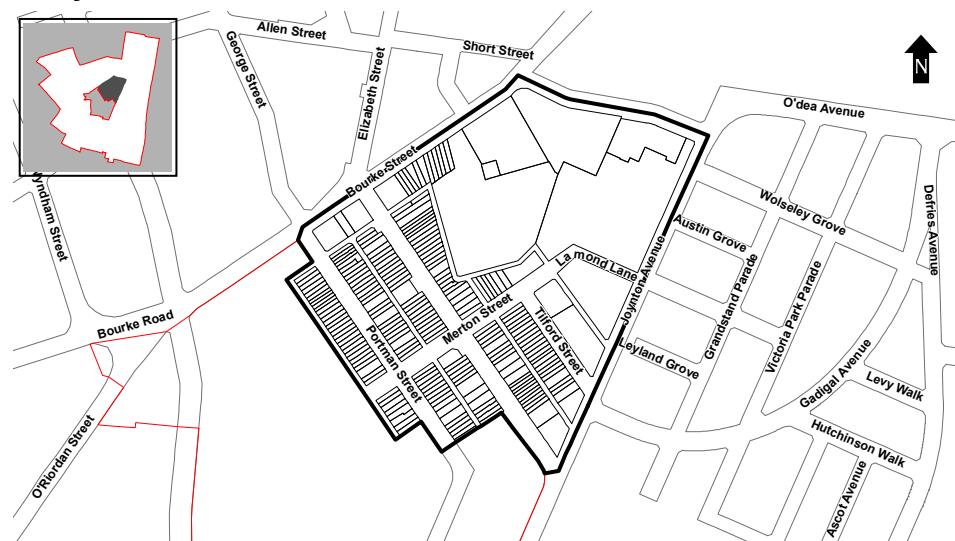 Allen Street
George Street
Elizabeth Street
Short Street
N
O'dea Avenue
Bourke Street
Wyndham Street
Wolseley Grove
Defries Avenue
Austin Grove
Lamond Lane
Joynton Avenue
Grandstand Parade
Victoria Park Parade
Bourke Road
Merton Street
Portman Street
Tilford Street
Leyland Grove
Gadigal Avenue
Levy Walk
Hutchinson Walk
O'Riordan Street
Ascot Avenue